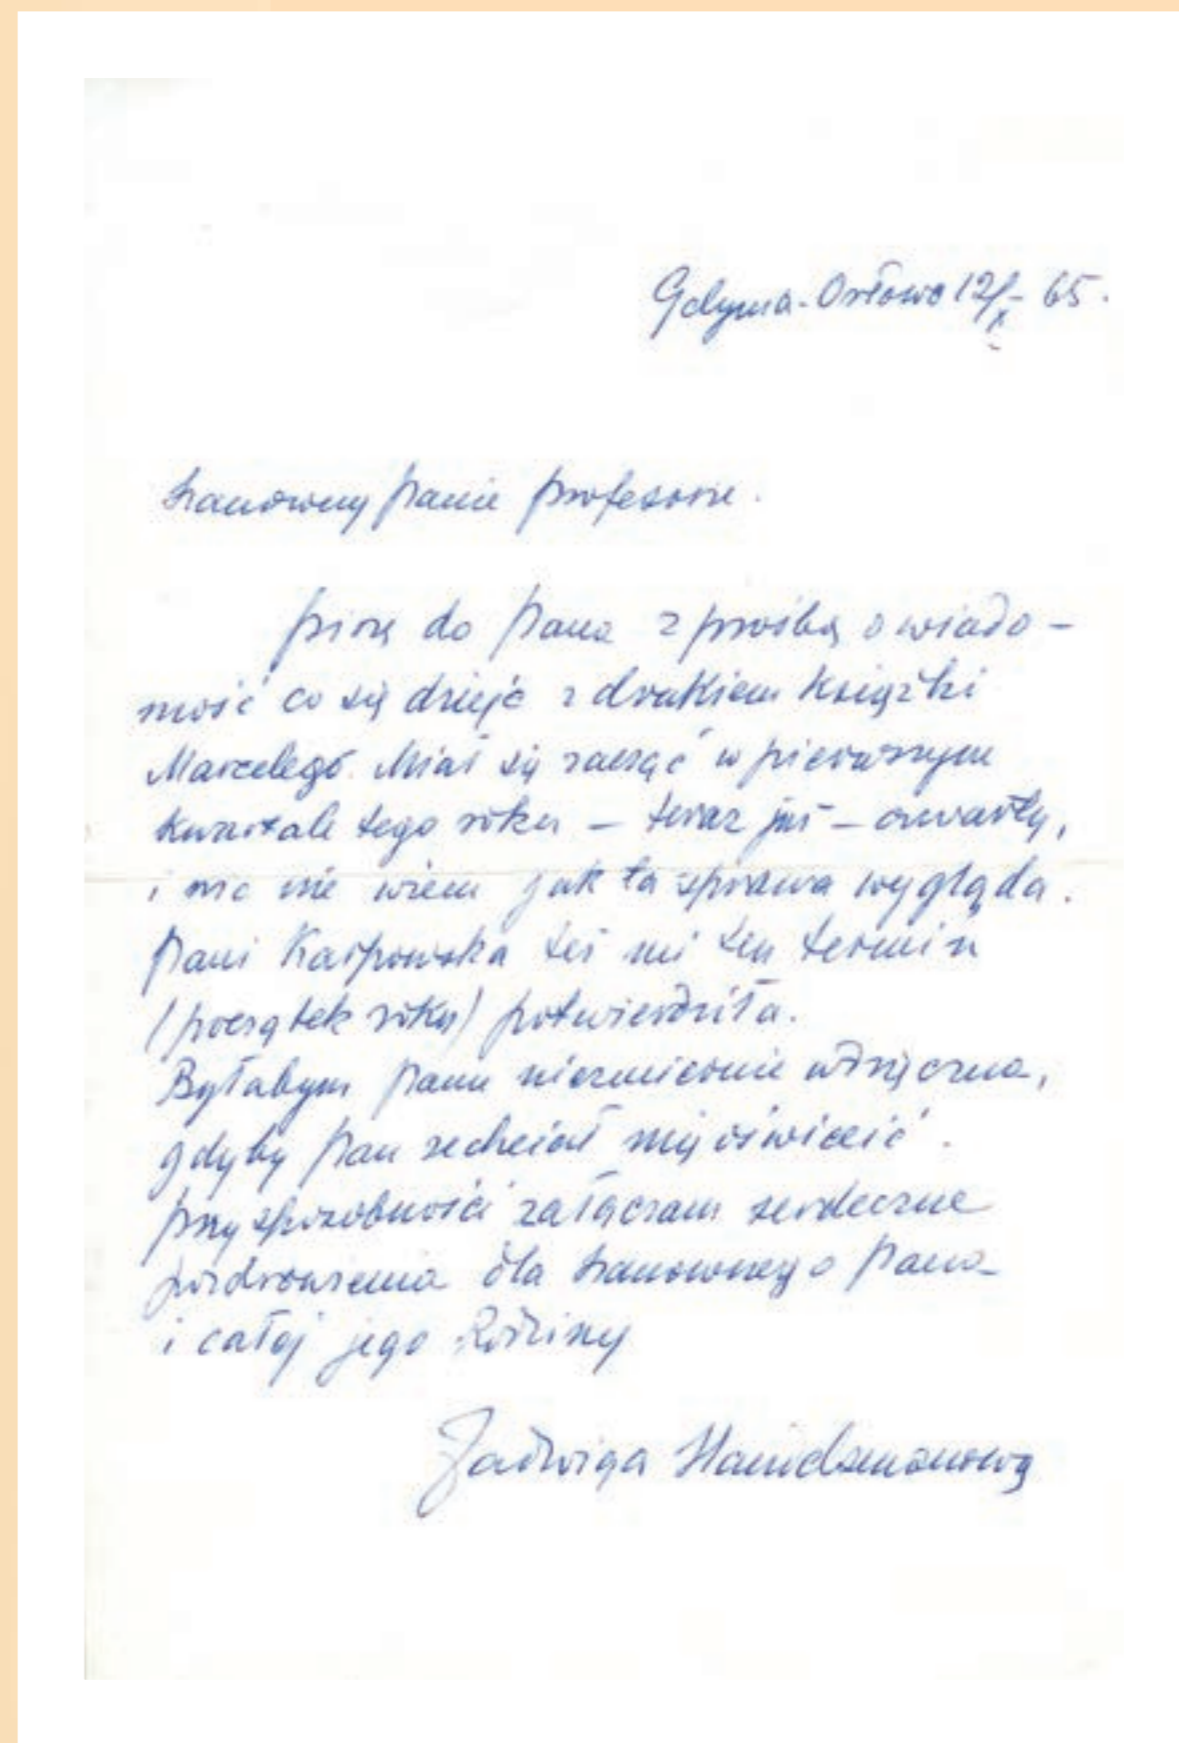 Gdynia-Orłowo 12/X - 65.
Szanowny Panie Profesorze.
Piszę do Pana z prośbą o wiado-
mość co się dzieje z drukiem książki
Marcelego. Miał się zacząć w pierwszym
kwartale tego roku – teraz już – czwarty,
i nic nie wiem jak ta sprawa wygląda.
Pani Karpowska też mi ten termin
(początek roku) potwierdziła.
Byłabym Panu niezmiernie wdzięczna,
gdyby Pan zechciał mię oświecić.
Przy sposobności załączam serdeczne
pozdrowienia dla Szanownego Pana
i całej jego Rodziny
Jadwiga